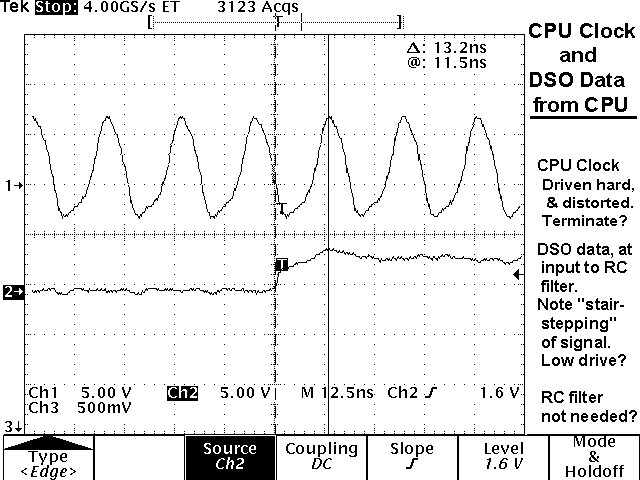 Tek Stop: 4.00GS/s ET 3123 Acqs
[ T ]
Δ: 13.2ns
@: 11.5ns
1→
T
T
2→
Ch1 5.00 V Ch2 5.00 V M 12.5ns Ch2 ƒ 1.6 V
Ch3 500mV
3↓
Type
<Edge>
Source
Ch2
Coupling
DC
Slope
ƒ
Level
1.6 V
Mode
&
Holdoff
CPU Clock
and
DSO Data
from CPU
CPU Clock
Driven hard,
& distorted.
Terminate?
DSO data, at
input to RC
filter.
Note "stair-
stepping"
of signal.
Low drive?
RC filter
not needed?